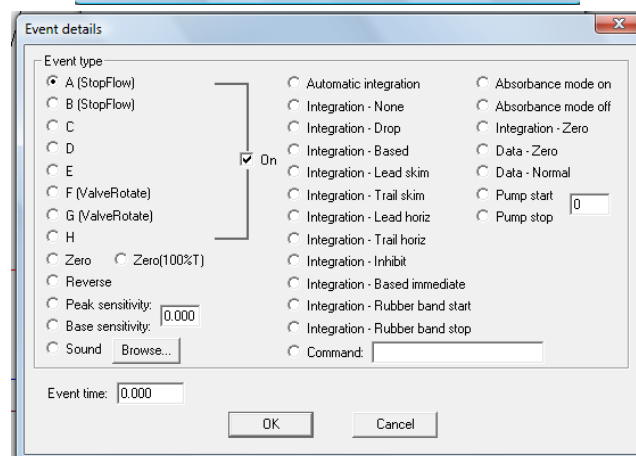 Event details
Event type
A (StopFlow)
B (StopFlow)
C
D
E
F (ValveRotate)
G (ValveRotate)
H
On
Zero
Zero(100%T)
Reverse
Peak sensitivity:
Base sensitivity:
0.000
Sound
Browse...
Automatic integration
Integration - None
Integration - Drop
Integration - Based
Integration - Lead skim
Integration - Trail skim
Integration - Lead horiz
Integration - Trail horiz
Integration - Inhibit
Integration - Based immediate
Integration - Rubber band start
Integration - Rubber band stop
Command:
Absorbance mode on
Absorbance mode off
Integration - Zero
Data - Zero
Data - Normal
Pump start
Pump stop
0
Event time: 0.000
OK
Cancel